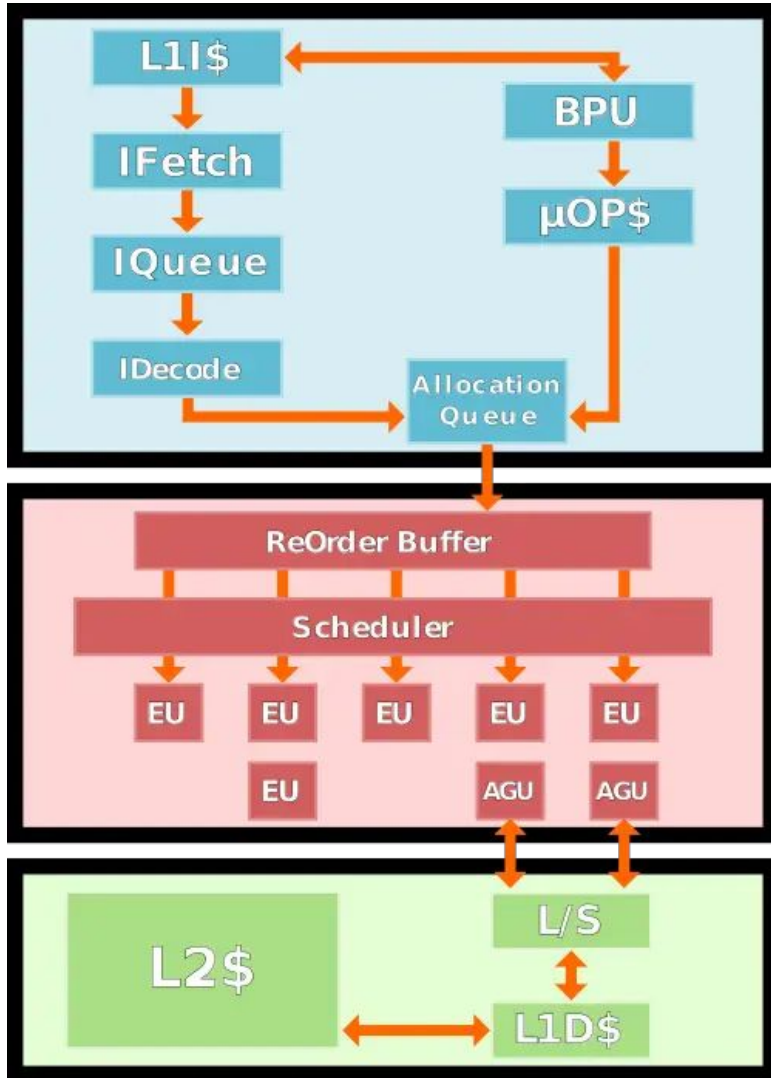 L1I$
BPU
IFetch
μOP$
IQueue
IDecode
Allocation
Queue
ReOrder Buffer
Scheduler
EU EU EU EU EU
EU AGU AGU
L/S
L2$
L1D$